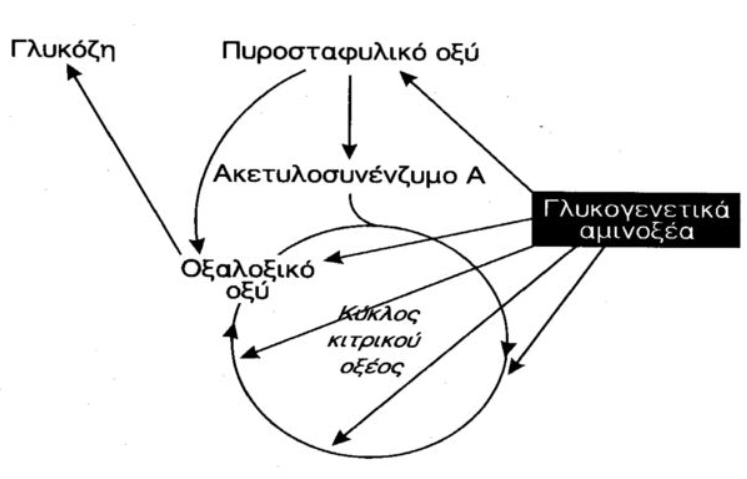 Γλυκόζη
Πυροσταφυλικό οξύ
Ακετυλοσυνένζυμο Α
Γλυκογενετικά
αμινοξέα
Οξαλοξικό
οξύ
Κύκλος
κιτρικού
οξέος